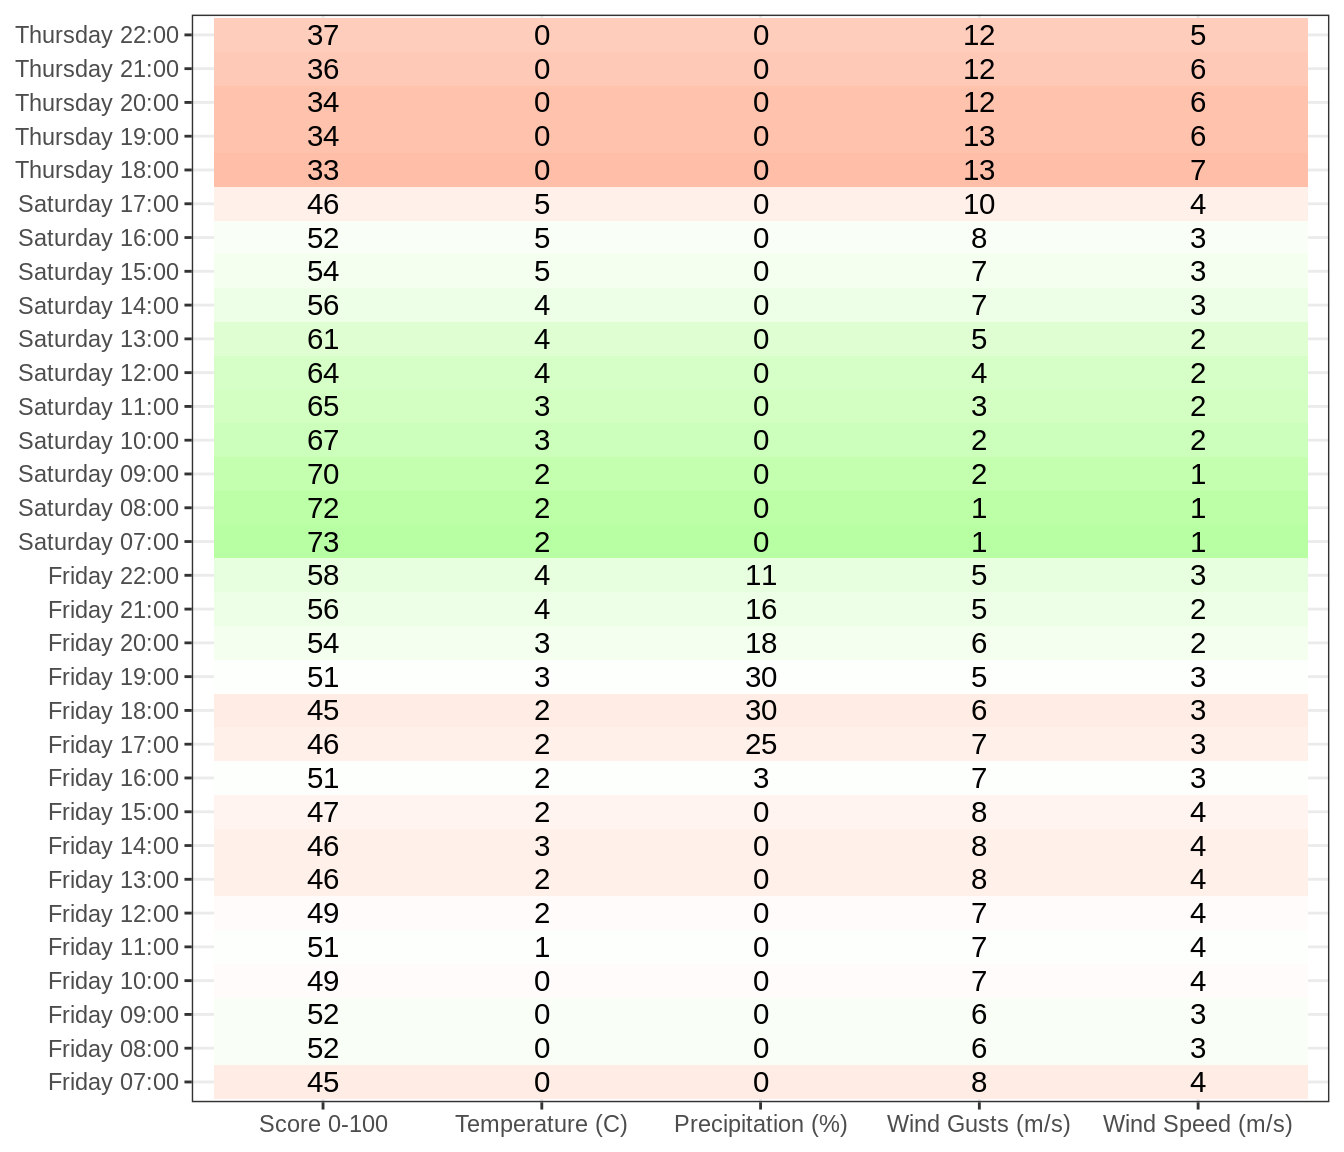 Thursday 22:00 37 0 0 12 5
Thursday 21:00 36 0 0 12 6
Thursday 20:00 34 0 0 12 6
Thursday 19:00 34 0 0 13 6
Thursday 18:00 33 0 0 13 7
Saturday 17:00 46 5 0 10 4
Saturday 16:00 52 5 0 8 3
Saturday 15:00 54 5 0 7 3
Saturday 14:00 56 4 0 7 3
Saturday 13:00 61 4 0 5 2
Saturday 12:00 64 4 0 4 2
Saturday 11:00 65 3 0 3 2
Saturday 10:00 67 3 0 2 2
Saturday 09:00 70 2 0 2 1
Saturday 08:00 72 2 0 1 1
Saturday 07:00 73 2 0 1 1
Friday 22:00 58 4 11 5 3
Friday 21:00 56 4 16 5 2
Friday 20:00 54 3 18 6 2
Friday 19:00 51 3 30 5 3
Friday 18:00 45 2 30 6 3
Friday 17:00 46 2 25 7 3
Friday 16:00 51 2 3 7 3
Friday 15:00 47 2 0 8 4
Friday 14:00 46 3 0 8 4
Friday 13:00 46 2 0 8 4
Friday 12:00 49 2 0 7 4
Friday 11:00 51 1 0 7 4
Friday 10:00 49 0 0 7 4
Friday 09:00 52 0 0 6 3
Friday 08:00 52 0 0 6 3
Friday 07:00 45 0 0 8 4
Score 0-100 Temperature (C) Precipitation (%) Wind Gusts (m/s) Wind Speed (m/s)